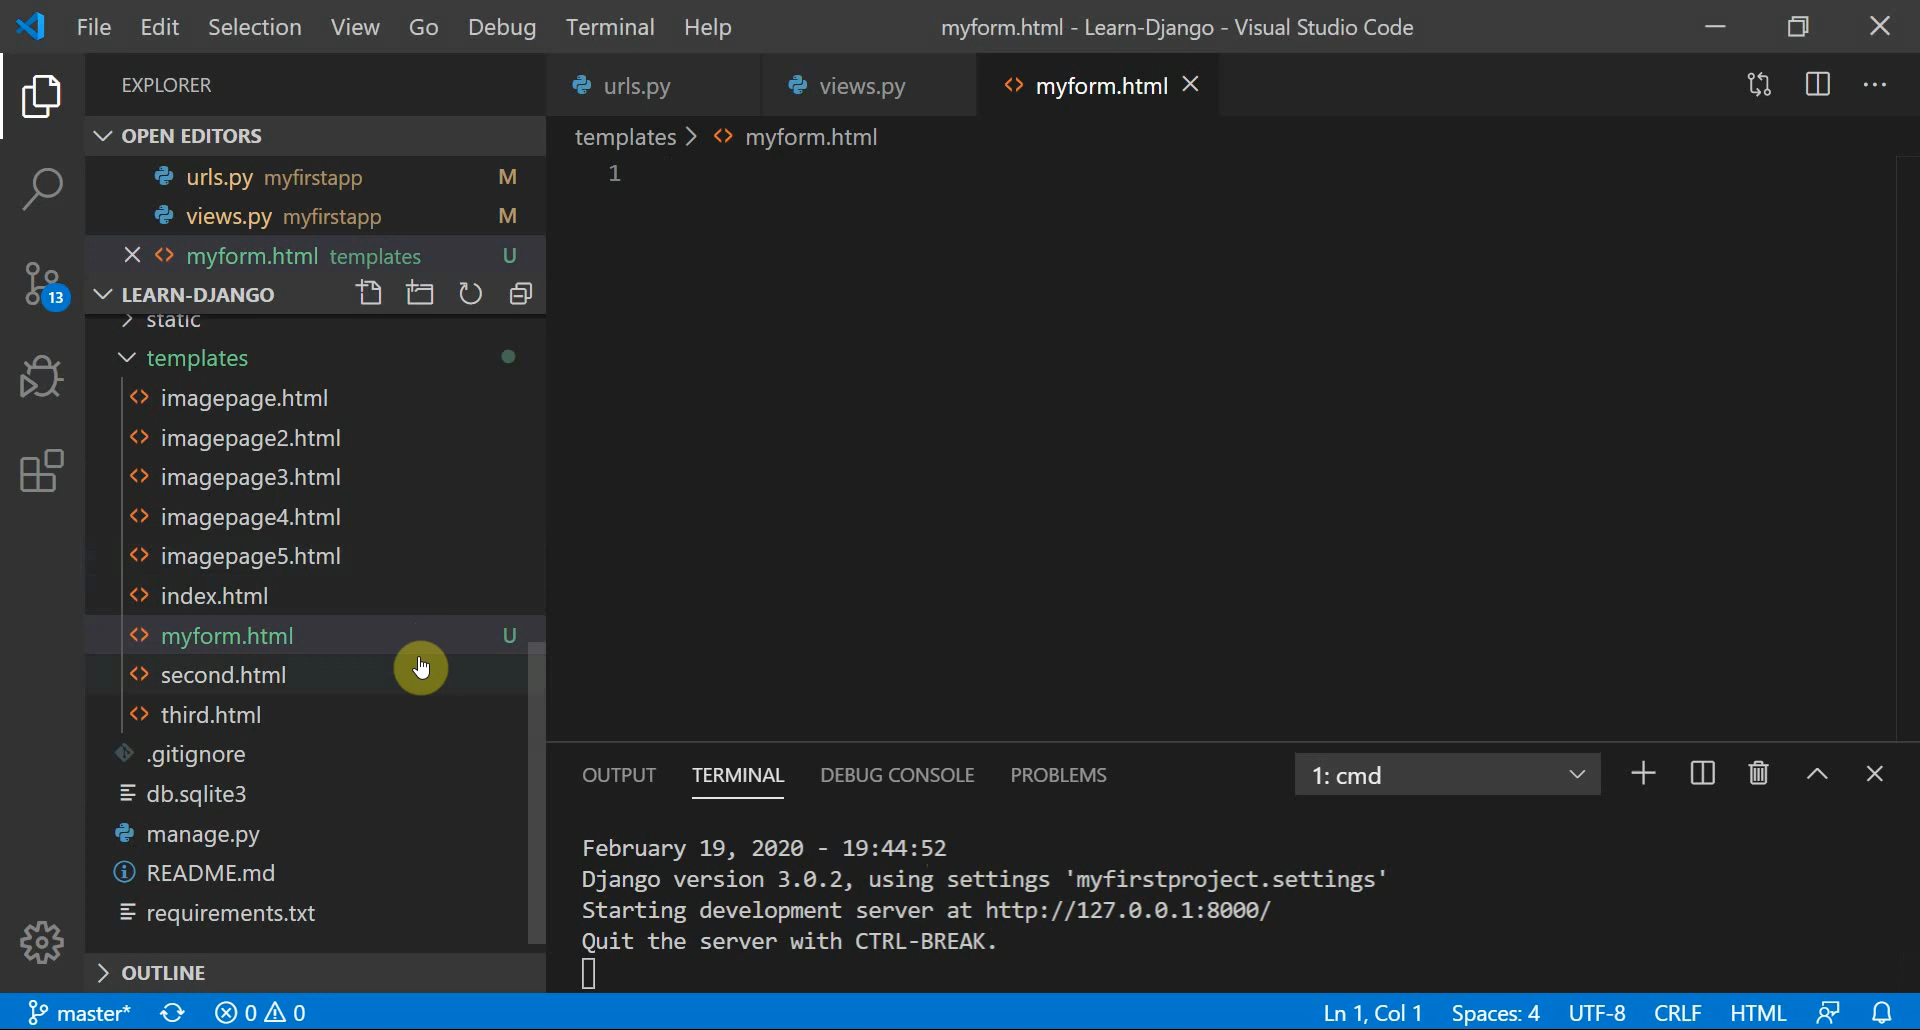 File Edit Selection View Go Debug Terminal Help myform.html - Learn-Django - Visual Studio Code
EXPLORER
urls.py views.py myform.html
OPEN EDITORS
templates > myform.html
urls.py myfirstapp M
views.py myfirstapp M
myform.html templates U
1
LEARN-DJANGO
static
templates
imagepage.html
imagepage2.html
imagepage3.html
imagepage4.html
imagepage5.html
index.html
myform.html U
second.html
third.html
.gitignore
db.sqlite3
manage.py
README.md
requirements.txt
OUTLINE
13
OUTPUT TERMINAL DEBUG CONSOLE PROBLEMS 1: cmd
February 19, 2020 - 19:44:52
Django version 3.0.2, using settings 'myfirstproject.settings'
Starting development server at http://127.0.0.1:8000/
Quit the server with CTRL-BREAK.
master* 0 0 Ln 1, Col 1 Spaces: 4 UTF-8 CRLF HTML